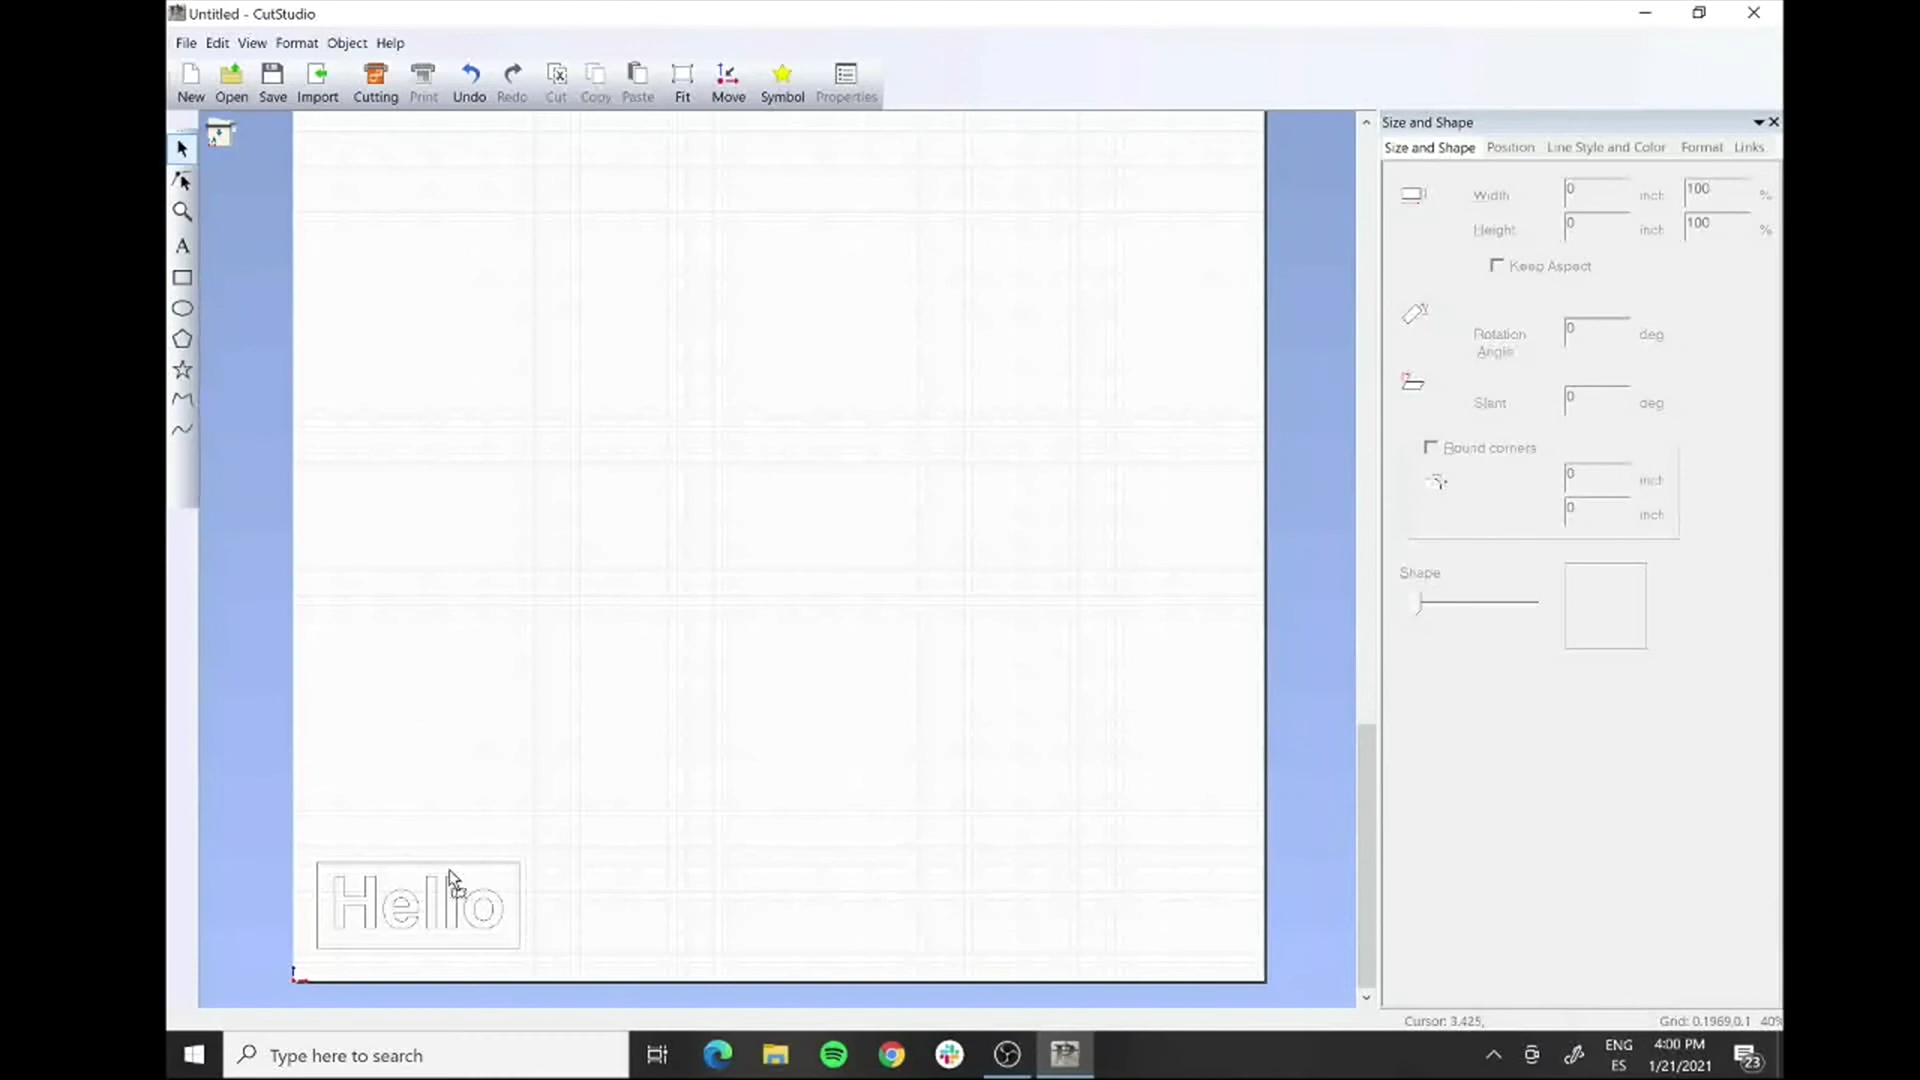 Untitled - CutStudio
File Edit View Format Object Help
New Open Save Import Cutting Print Undo Redo Cut Copy Paste Fit Move Symbol Properties
Size and Shape
Size and Shape Position Line Style and Color Format Links
Width 0 inch 100 %
Height 0 inch 100 %
Keep Aspect
Rotation 0 deg
Angle
Slant 0 deg
Round corners
0 inch
0 inch
Shape
Hello
Cursor: 3.425, Grid: 0.1969,0.1 40%
Type here to search
ENG 4:00 PM
ES 1/21/2021 23